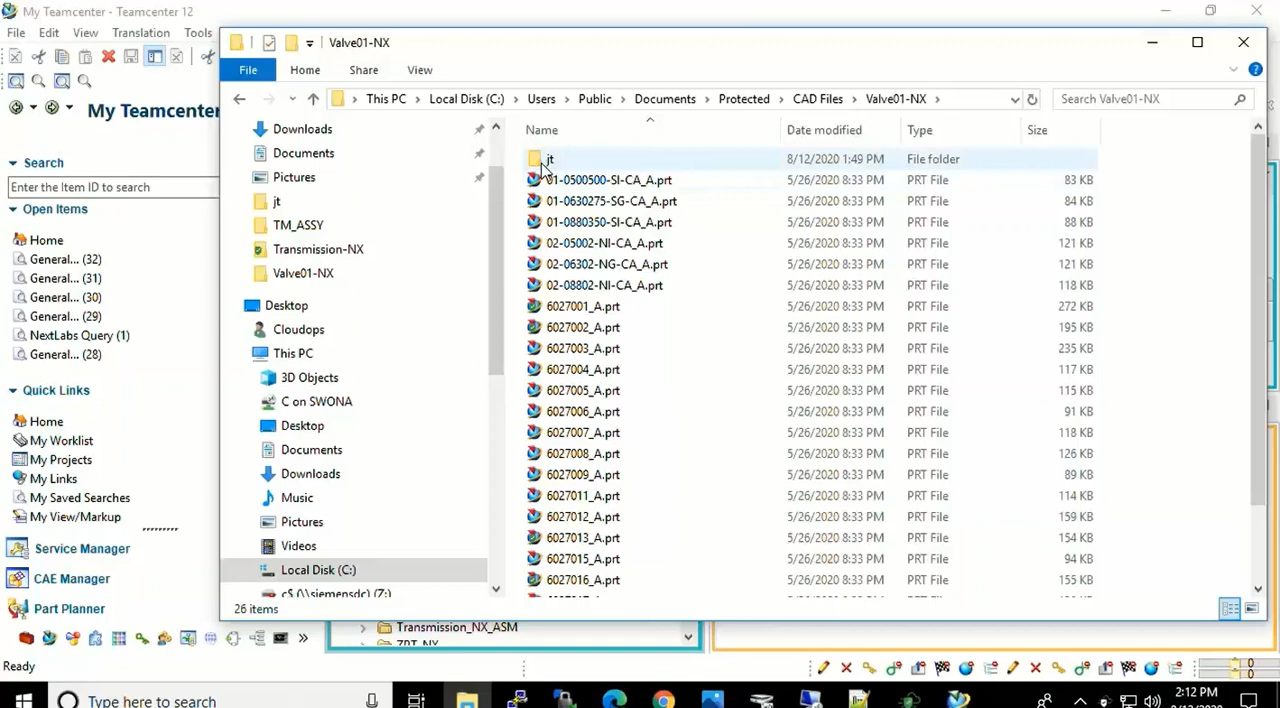 My Teamcenter - Teamcenter 12
File Edit View Translation Tools
My Teamcenter
Search
Enter the Item ID to search
Open Items
Home
General... (32)
General... (31)
General... (30)
General... (29)
NextLabs Query (1)
General... (28)
Quick Links
Home
My Worklist
My Projects
My Links
My Saved Searches
My View/Markup
Service Manager
CAE Manager
Part Planner
Ready
Valve01-NX
File Home Share View
This PC Local Disk (C:) Users Public Documents Protected CAD Files Valve01-NX
Search Valve01-NX
Downloads
Documents
Pictures
jt
TM_ASSY
Transmission-NX
Valve01-NX
Desktop
Cloudops
This PC
3D Objects
C on SWONA
Desktop
Documents
Downloads
Music
Pictures
Videos
Local Disk (C:)
c$ (\\siemensdc) (Z:)
Name Date modified Type Size
jt 8/12/2020 1:49 PM File folder
01-0500500-SI-CA_A.prt 5/26/2020 8:33 PM PRT File 83 KB
01-0630275-SG-CA_A.prt 5/26/2020 8:33 PM PRT File 84 KB
01-0880350-SI-CA_A.prt 5/26/2020 8:33 PM PRT File 88 KB
02-05002-NI-CA_A.prt 5/26/2020 8:33 PM PRT File 121 KB
02-06302-NG-CA_A.prt 5/26/2020 8:33 PM PRT File 121 KB
02-08802-NI-CA_A.prt 5/26/2020 8:33 PM PRT File 118 KB
6027001_A.prt 5/26/2020 8:33 PM PRT File 272 KB
6027002_A.prt 5/26/2020 8:33 PM PRT File 195 KB
6027003_A.prt 5/26/2020 8:33 PM PRT File 235 KB
6027004_A.prt 5/26/2020 8:33 PM PRT File 117 KB
6027005_A.prt 5/26/2020 8:33 PM PRT File 115 KB
6027006_A.prt 5/26/2020 8:33 PM PRT File 91 KB
6027007_A.prt 5/26/2020 8:33 PM PRT File 118 KB
6027008_A.prt 5/26/2020 8:33 PM PRT File 126 KB
6027009_A.prt 5/26/2020 8:33 PM PRT File 89 KB
6027011_A.prt 5/26/2020 8:33 PM PRT File 114 KB
6027012_A.prt 5/26/2020 8:33 PM PRT File 159 KB
6027013_A.prt 5/26/2020 8:33 PM PRT File 154 KB
6027015_A.prt 5/26/2020 8:33 PM PRT File 94 KB
6027016_A.prt 5/26/2020 8:33 PM PRT File 155 KB
26 items
Transmission_NX_ASM
Type here to search
2:12 PM